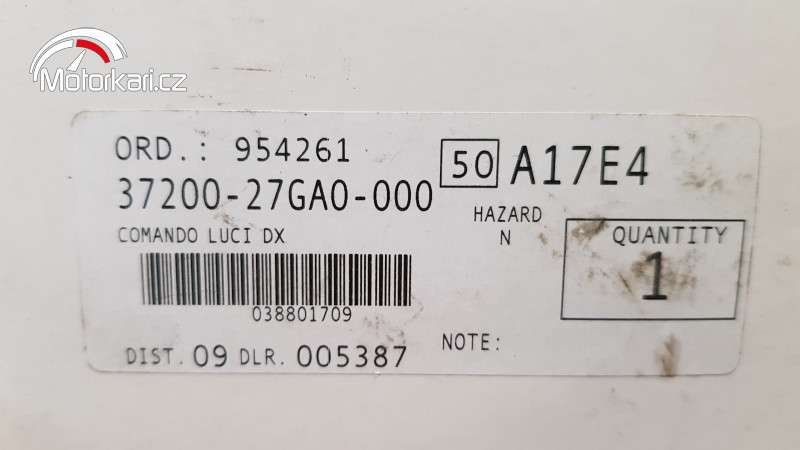 Motorkari.cz
ORD.: 954261
50 A17E4
37200-27GA0-000
HAZARD
N
COMANDO LUCI DX
QUANTITY
1
038801709
DIST. 09 DLR. 005387
NOTE: